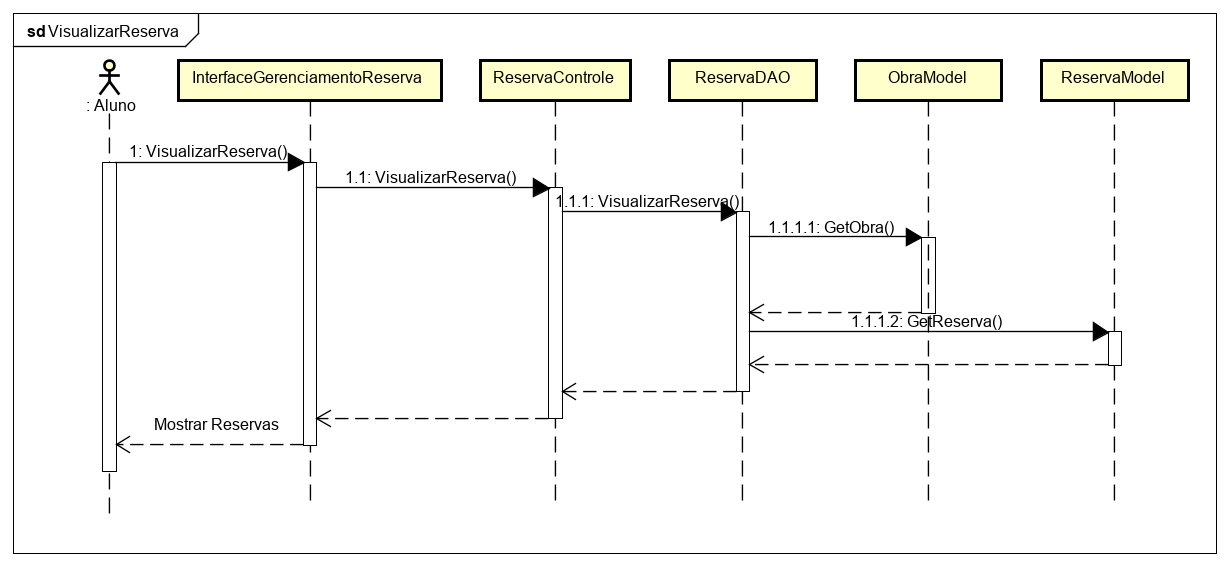 sd VisualizarReserva
: Aluno
InterfaceGerenciamentoReserva
ReservaControle
ReservaDAO
ObraModel
ReservaModel
1: VisualizarReserva()
1.1: VisualizarReserva()
1.1.1: VisualizarReserva()
1.1.1.1: GetObra()
1.1.1.2: GetReserva()
Mostrar Reservas